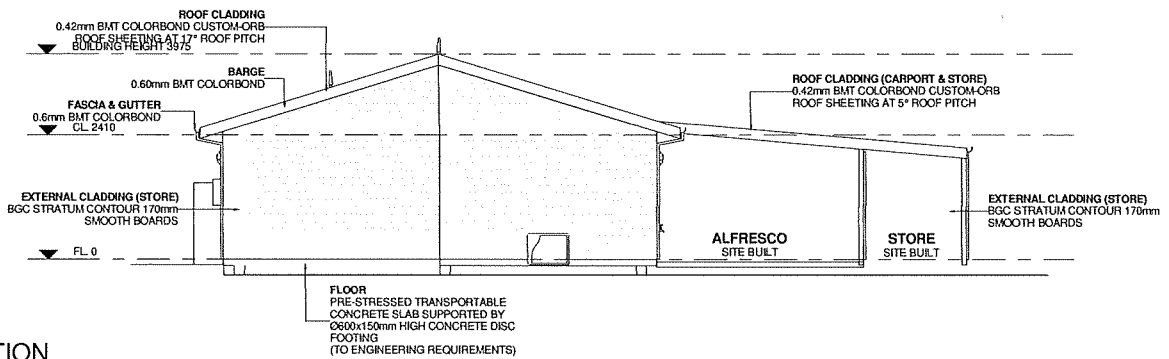 ROOF CLADDING
0.42mm BMT COLORBOND CUSTOM-ORB
ROOF SHEETING AT 17° ROOF PITCH
BUILDING HEIGHT 3975
BARGE
0.60mm BMT COLORBOND
FASCIA & GUTTER
0.6mm BMT COLORBOND
CL 2410
EXTERNAL CLADDING (STORE)
BGC STRATUM CONTOUR 170mm
SMOOTH BOARDS
FL 0
FLOOR
PRE-STRESSED TRANSPORTABLE
CONCRETE SLAB SUPPORTED BY
Ø600x150mm HIGH CONCRETE DISC
FOOTING
(TO ENGINEERING REQUIREMENTS)
ROOF CLADDING (CARPORT & STORE)
0.42mm BMT COLORBOND CUSTOM-ORB
ROOF SHEETING AT 5° ROOF PITCH
ALFRESCO
SITE BUILT
STORE
SITE BUILT
EXTERNAL CLADDING (STORE)
BGC STRATUM CONTOUR 170mm
SMOOTH BOARDS